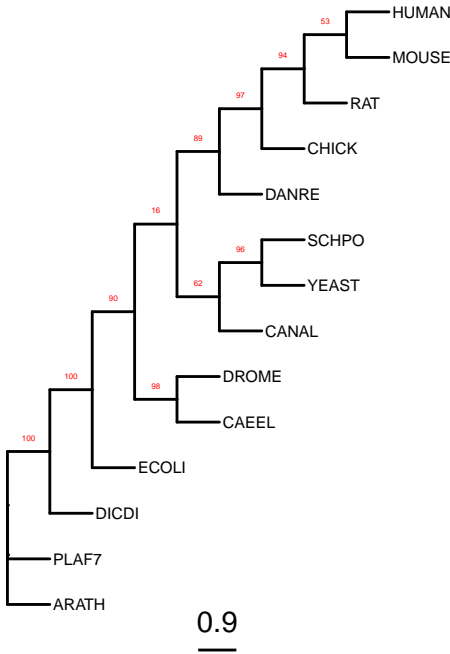 HUMAN
53
MOUSE
94
RAT
97
CHICK
89
DANRE
16
SCHPO
96
YEAST
62
CANAL
90
DROME
98
CAEEL
100
ECOLI
100
DICDI
PLAF7
ARATH
0.9